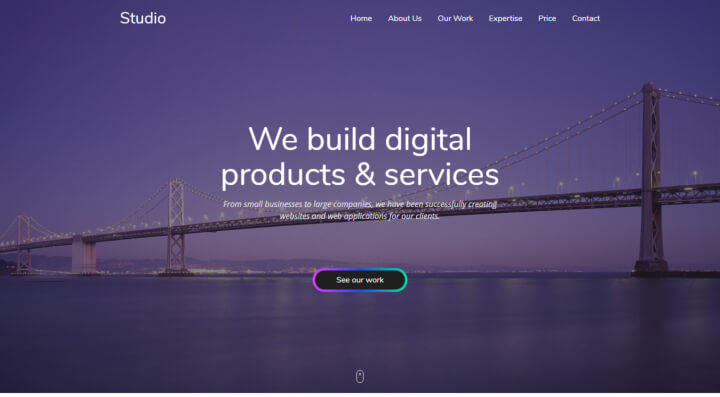 Studio
Home About Us Our Work Expertise Price Contact
We build digital
products & services
From small businesses to large companies, we have been successfully creating
websites and web applications for our clients.
See our work